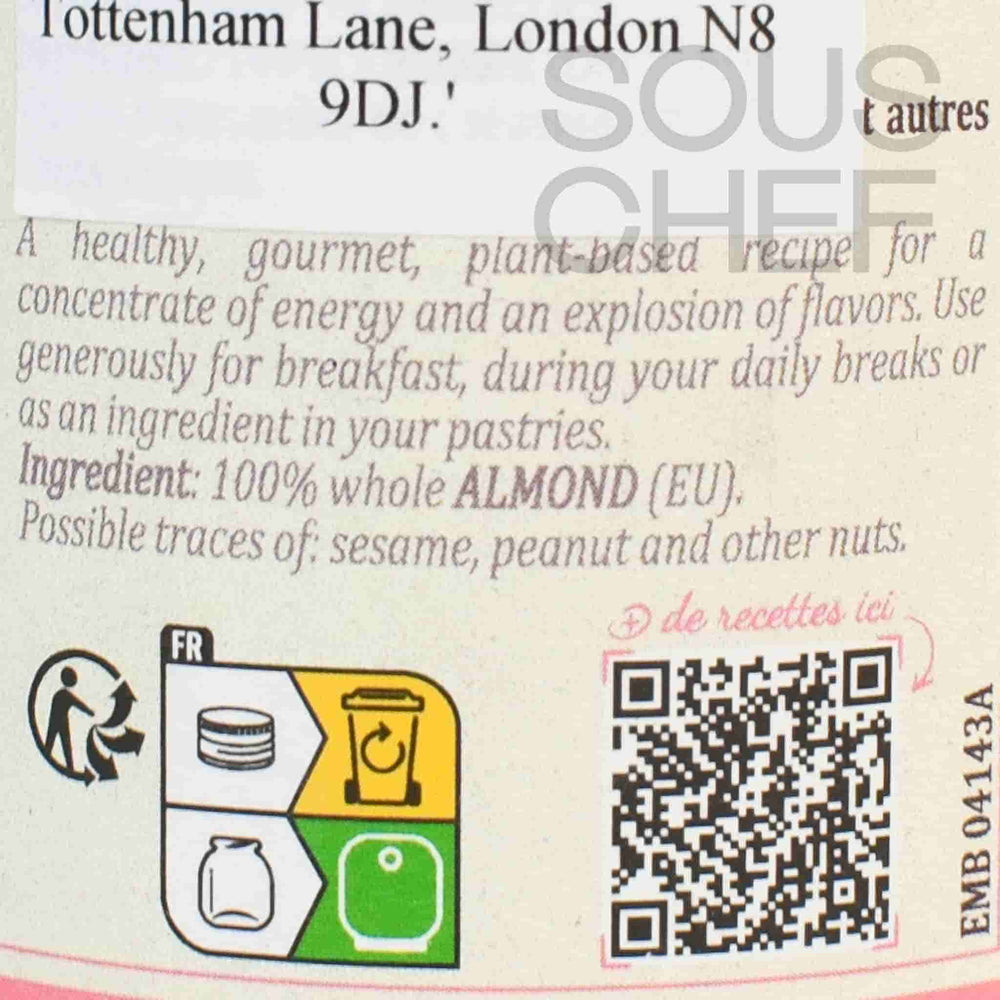 Tottenham Lane, London N8
9DJ.'
SOUS
CHEF
t autres
A healthy, gourmet, plant-based recipe for a
concentrate of energy and an explosion of flavors. Use
generously for breakfast, during your daily breaks or
as an ingredient in your pastries.
Ingredient: 100% whole ALMOND (EU).
Possible traces of: sesame, peanut and other nuts.
FR
+ de recettes ici
EMB 04143A